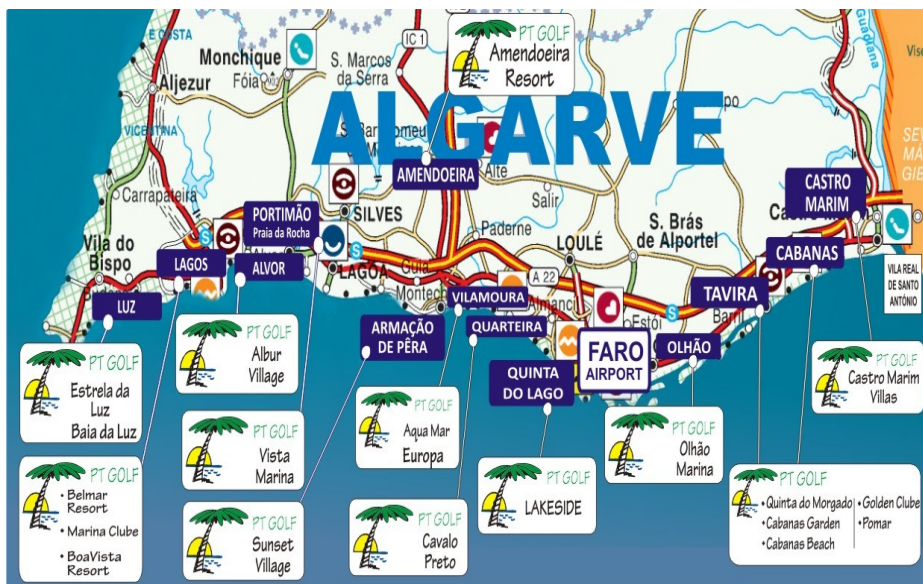 E COSTA
Monchique
Fóia
Aljezur
S. Marcos
da Serra
IC 1
PT GOLF
Amendoeira
Resort
Guadiana
ALGARVE
VICENTINA
AMENDOEIRA
Alte
Salir
Carrapateira
PORTIMÃO
Praia da Rocha
SILVES
Paderne
LOULÉ
S. Brás
de Alportel
CASTRO
MARIM
CABANAS
Vila do
Bispo
LAGOS
ALVOR
LAGOA
Guia
A 22
TAVIRA
VILA REAL
DE SANTO
ANTÓNIO
LUZ
VILAMOURA
Almanci
QUARTEIRA
Estói
ARMAÇÃO
DE PÊRA
FARO
AIRPORT
OLHÃO
QUINTA
DO LAGO
PT GOLF
Estrela da
Luz
Baia da Luz
PT GOLF
Albur
Village
PT GOLF
Castro Marim
Villas
PT GOLF
Vista
Marina
PT GOLF
Aqua Mar
Europa
PT GOLF
Olhão
Marina
PT GOLF
• Belmar
Resort
• Marina Clube
• BoaVista
Resort
PT GOLF
Sunset
Village
PT GOLF
Cavalo
Preto
PT GOLF
LAKESIDE
PT GOLF
• Quinta do Morgado
• Cabanas Garden
• Cabanas Beach
• Golden Clube
• Pomar